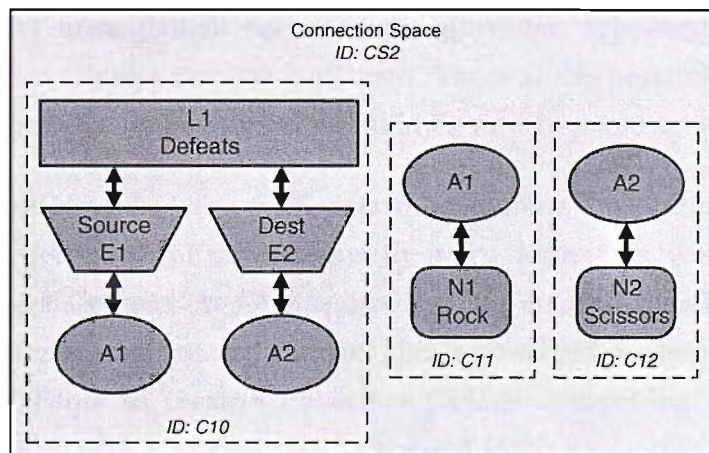 Connection Space
ID: CS2
L1
Defeats
Source
E1
Dest
E2
A1
A2
ID: C10
A1
N1
Rock
ID: C11
A2
N2
Scissors
ID: C12